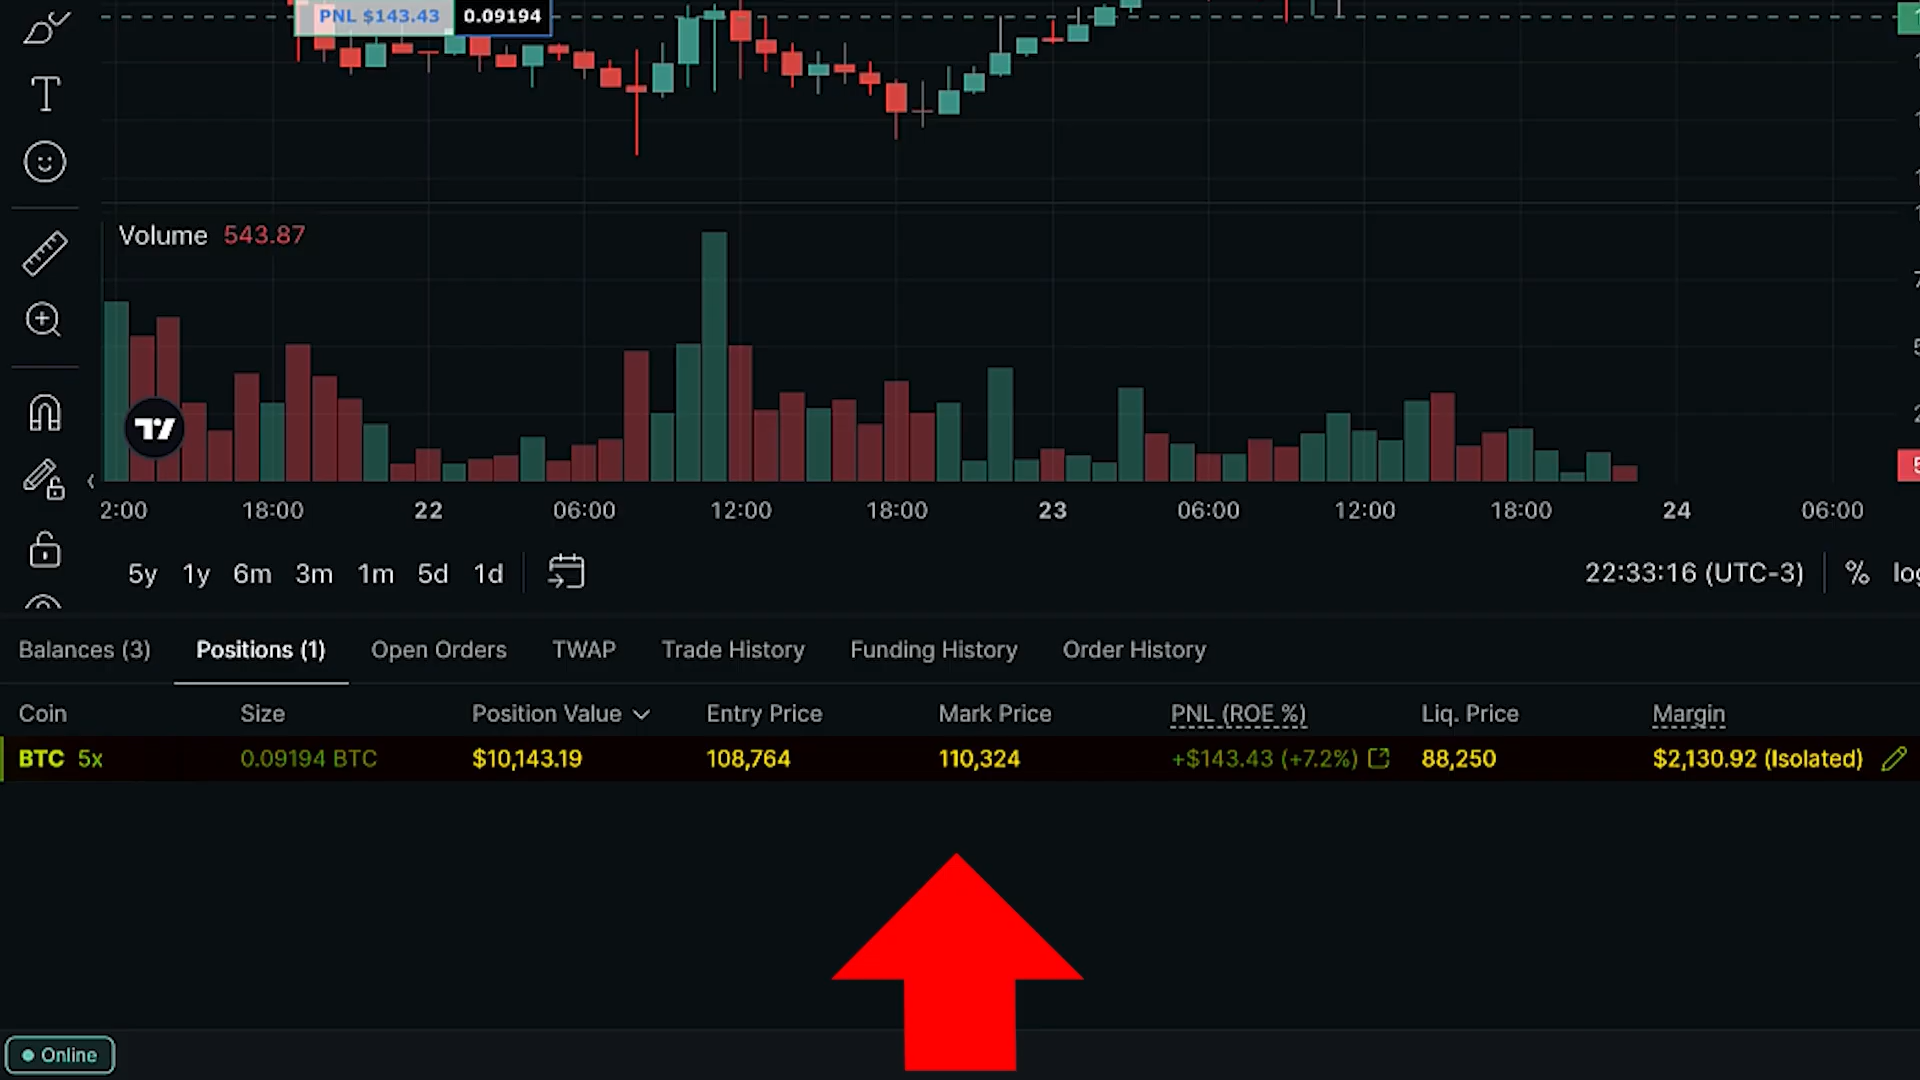 PNL $143.43 0.09194
Volume 543.87
2:00 18:00 22 06:00 12:00 18:00 23 06:00 12:00 18:00 24 06:00
5y 1y 6m 3m 1m 5d 1d 22:33:16 (UTC-3) %
Balances (3) Positions (1) Open Orders TWAP Trade History Funding History Order History
Coin Size Position Value Entry Price Mark Price PNL (ROE %) Liq. Price Margin
BTC 5x 0.09194 BTC $10,143.19 108,764 110,324 +$143.43 (+7.2%) 88,250 $2,130.92 (Isolated)
Online